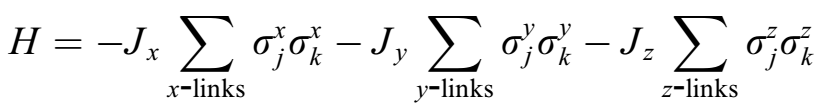 H = −J_x ∑_{x-links} σ_j^x σ_k^x − J_y ∑_{y-links} σ_j^y σ_k^y − J_z ∑_{z-links} σ_j^z σ_k^z